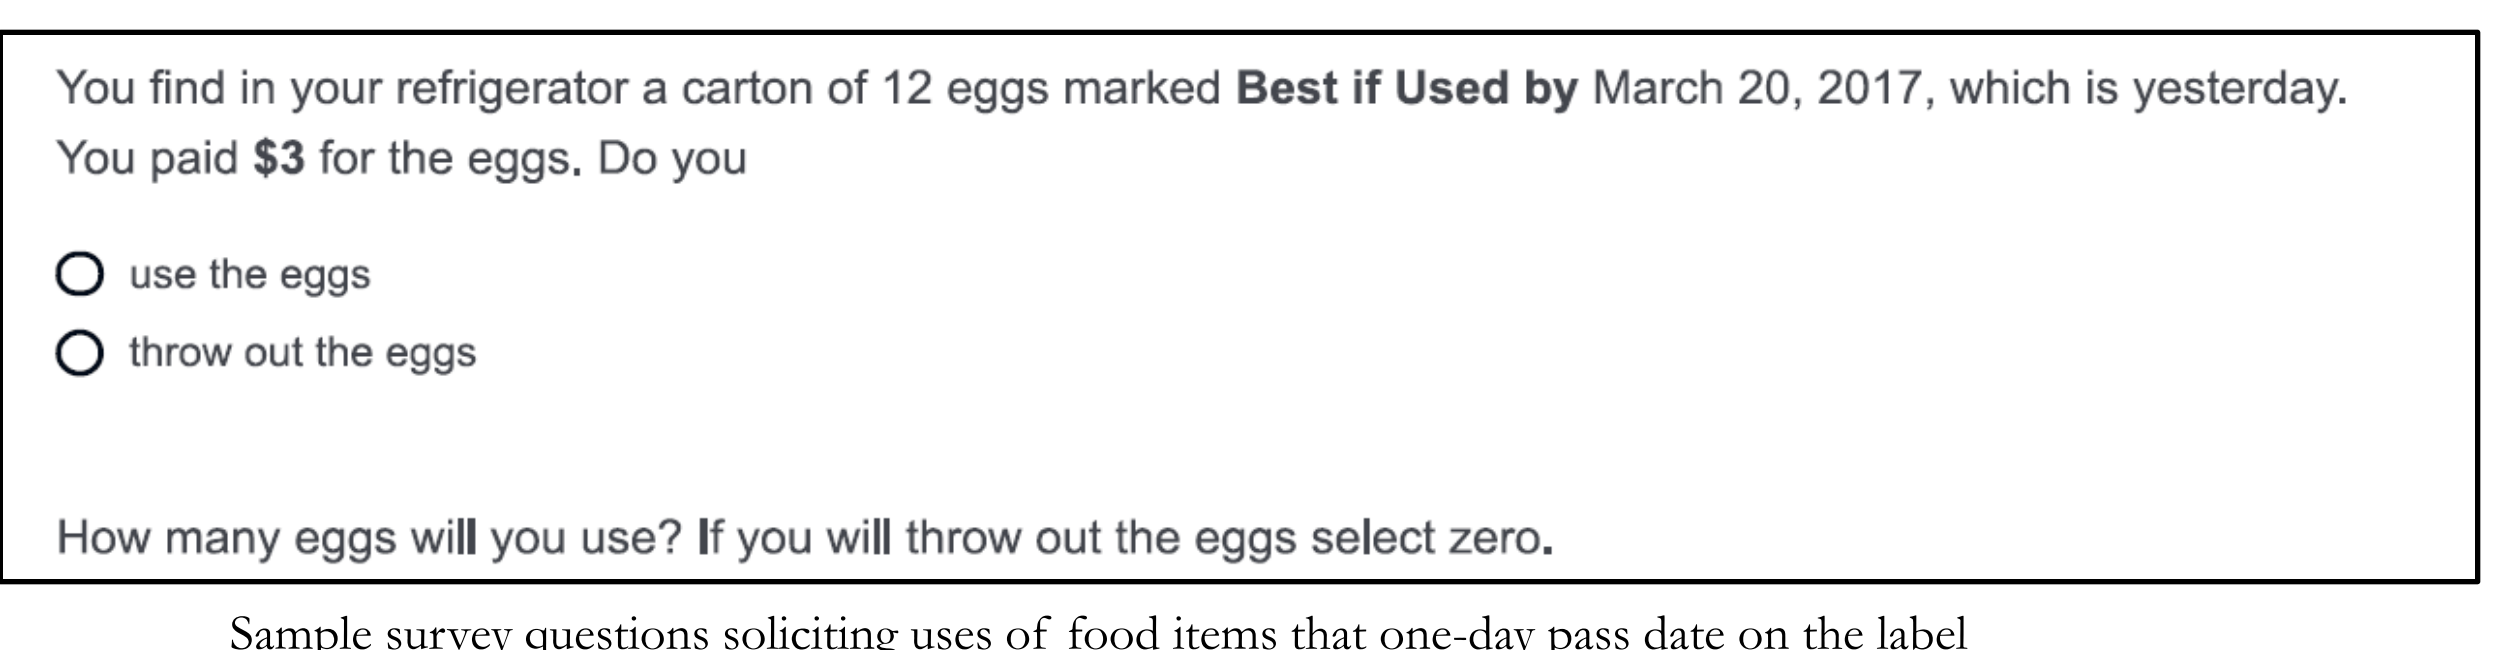 You find in your refrigerator a carton of 12 eggs marked Best if Used by March 20, 2017, which is yesterday.
You paid $3 for the eggs. Do you
use the eggs
throw out the eggs
How many eggs will you use? If you will throw out the eggs select zero.
Sample survey questions soliciting uses of food items that one-day pass date on the label